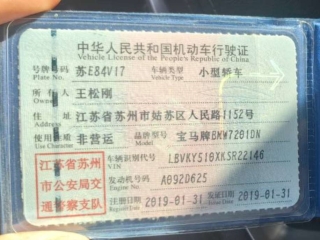 中华人民共和国机动车行驶证
Vehicle License of the People's Republic of China
号牌号码 苏E84V17 车辆类型 小型轿车
Plate No. Vehicle Type
所有人 王松刚
Owner
住址 江苏省苏州市姑苏区人民路1152号
Address
使用性质 非营运 品牌型号 宝马牌BMW7201DN
Model
江苏省苏州市公安局交通警察支队
车辆识别代号 LBVKY510XKSR22146
VIN
发动机号码 A092D625
Engine No.
注册日期 2019-01-31 发证日期 2019-01-31